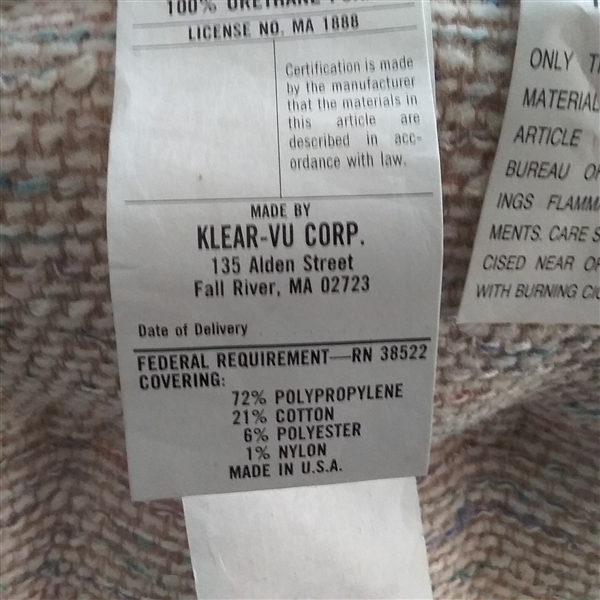 100% URETHANE
LICENSE NO. MA 1888
Certification is made
by the manufacturer
that the materials in
this article are
described in acc-
ordance with law.
MADE BY
KLEAR-VU CORP.
135 Alden Street
Fall River, MA 02723
Date of Delivery
FEDERAL REQUIREMENT—RN 38522
COVERING:
72% POLYPROPYLENE
21% COTTON
6% POLYESTER
1% NYLON
MADE IN U.S.A.
ONLY
MATERIAL
ARTICLE
BUREAU
INGS FLAMMA
MENTS. CARE S
CISED NEAR
WITH BURNING